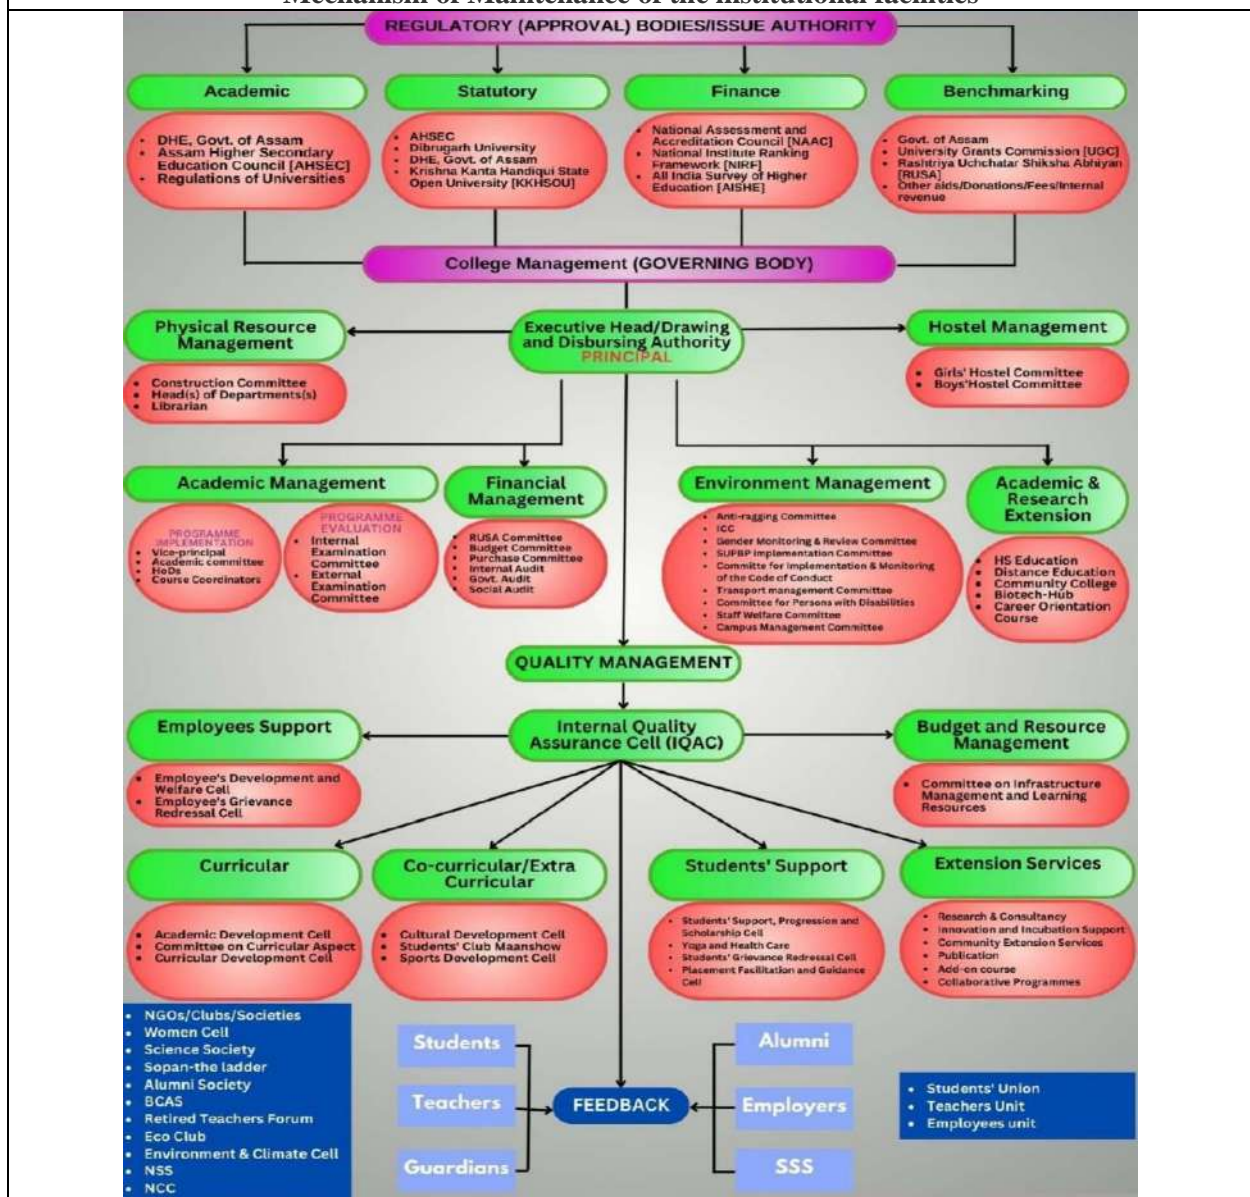 Mechanism of Maintenance of the institutional facilities
REGULATORY (APPROVAL) BODIES/ISSUE AUTHORITY
Academic
• DHE, Govt. of Assam
• Assam Higher Secondary
Education Council [AHSEC]
• Regulations of Universities
Statutory
• AHSEC
• Dibrugarh University
• DHE, Govt. of Assam
• Krishna Kanta Handiqui State
Open University [KKHSOU]
Finance
• National Assessment and
Accreditation Council [NAAC]
• National Institute Ranking
Framework [NIRF]
• All India Survey of Higher
Education [AISHE]
Benchmarking
• Govt. of Assam
• University Grants Commission [UGC]
• Rashtriya Uchchatar Shiksha Abhiyan
[RUSA]
• Other aids/Donations/Fees/Internal
revenue
College Management (GOVERNING BODY)
Physical Resource
Management
• Construction Committee
• Head(s) of Departments(s)
• Librarian
Executive Head/Drawing
and Disbursing Authority
PRINCIPAL
Hostel Management
• Girls' Hostel Committee
• Boys'Hostel Committee
Academic Management
PROGRAMME
IMPLEMENTATION
• Vice-principal
• Academic committee
• HoDs
• Course Coordinators
PROGRAMME
EVALUATION
• Internal
Examination
Committee
• External
Examination
Committee
Financial
Management
• RUSA Committee
• Budget Committee
• Purchase Committee
• Internal Audit
• Govt. Audit
• Social Audit
Environment Management
• Anti-ragging Committee
• ICC
• Gender Monitoring & Review Committee
• SUPBP Implementation Committee
• Committe for Implementation & Monitoring
of the Code of Conduct
• Transport management Committee
• Committee for Persons with Disabilities
• Staff Welfare Committee
• Campus Management Committee
Academic &
Research
Extension
• HS Education
• Distance Education
• Community College
• Biotech-Hub
• Career Orientation
Course
QUALITY MANAGEMENT
Employees Support
• Employee's Development and
Welfare Cell
• Employee's Grievance
Redressal Cell
Internal Quality
Assurance Cell (IQAC)
Budget and Resource
Management
• Committee on Infrastructure
Management and Learning
Resources
Curricular
• Academic Development Cell
• Committee on Curricular Aspect
• Curricular Development Cell
Co-curricular/Extra
Curricular
• Cultural Development Cell
• Students' Club Maanshow
• Sports Development Cell
Students' Support
• Students' Support, Progression and
Scholarship Cell
• Yoga and Health Care
• Students' Grievance Redressal Cell
• Placement Facilitation and Guidance
Cell
Extension Services
• Research & Consultancy
• Innovation and Incubation Support
• Community Extension Services
• Publication
• Add-on course
• Collaborative Programmes
• NGOs/Clubs/Societies
• Women Cell
• Science Society
• Sopan-the ladder
• Alumni Society
• BCAS
• Retired Teachers Forum
• Eco Club
• Environment & Climate Cell
• NSS
• NCC
Students
Teachers
Guardians
FEEDBACK
Alumni
Employers
SSS
• Students' Union
• Teachers Unit
• Employees unit